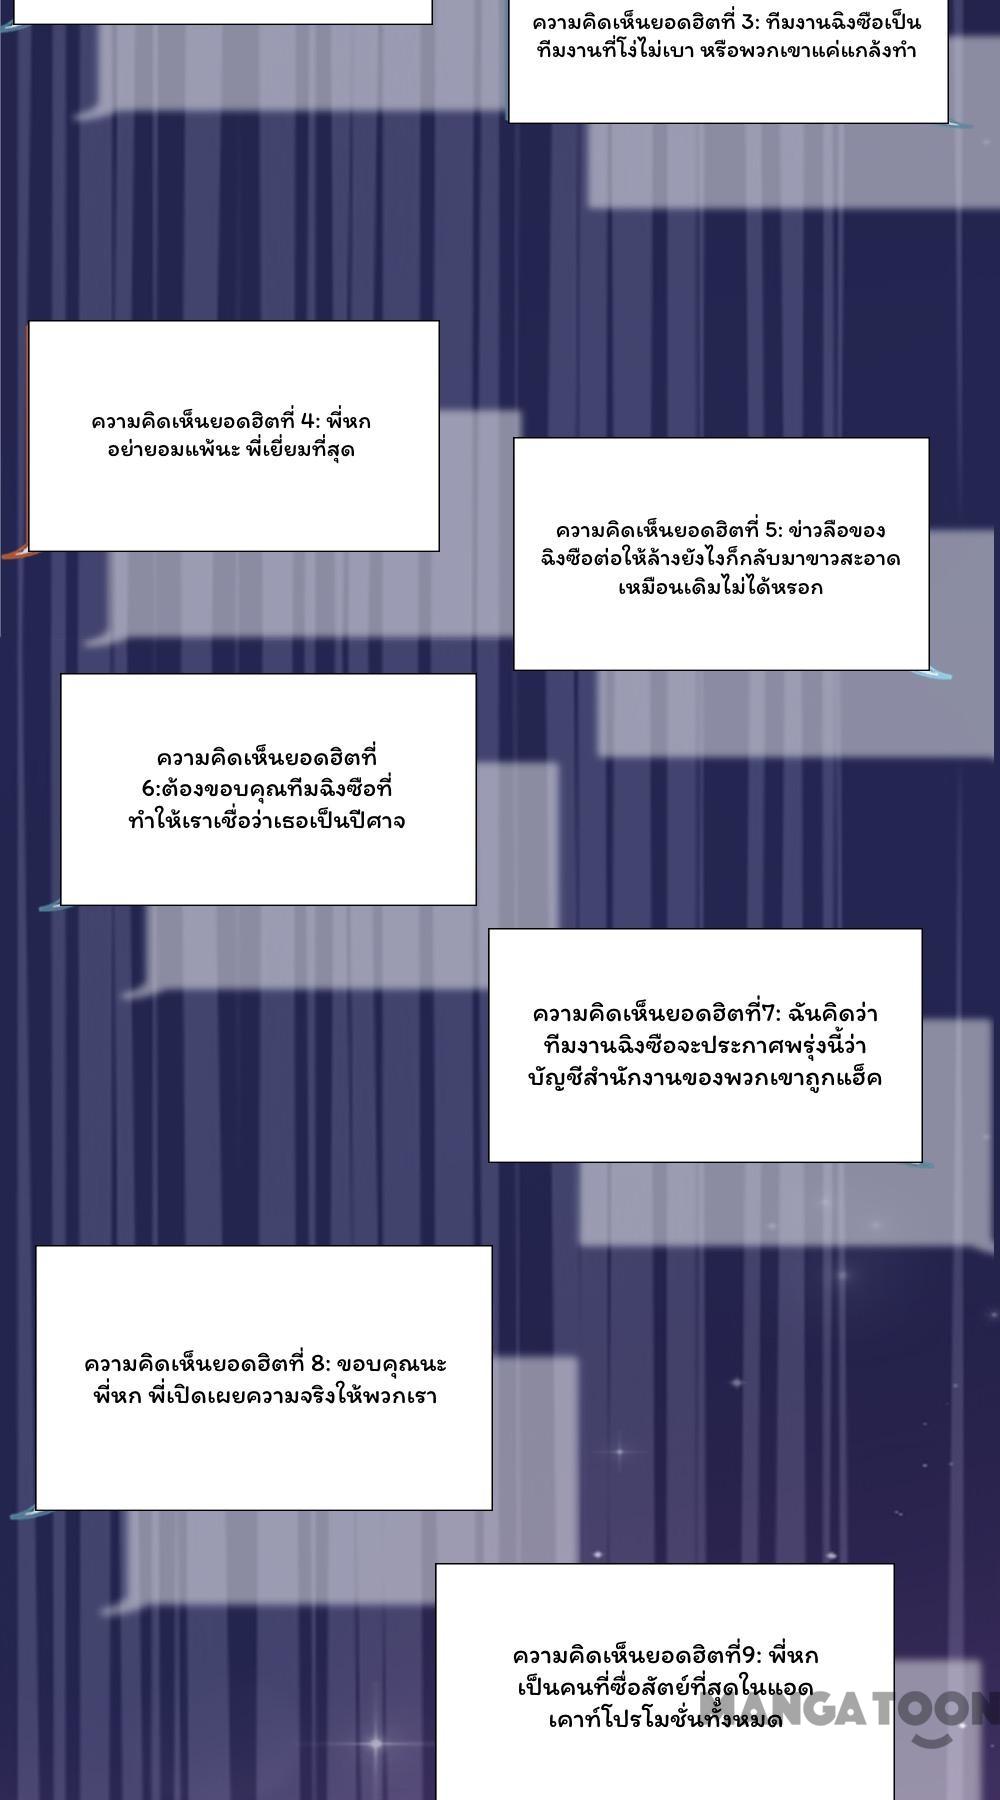 ความคิดเห็นยอดฮิตที่ 3: ทีมงานฉิงซือเป็น
ทีมงานที่โง่ไม่เบา หรือพวกเขาแค่แกล้งทำ
ความคิดเห็นยอดฮิตที่ 4: พี่หก
อย่ายอมแพ้นะ พี่เยี่ยมที่สุด
ความคิดเห็นยอดฮิตที่ 5: ข่าวลือของ
ฉิงซือต่อให้ล้างยังไงก็กลับมาขาวสะอาด
เหมือนเดิมไม่ได้หรอก
ความคิดเห็นยอดฮิตที่
6:ต้องขอบคุณทีมฉิงซือที่
ทำให้เราเชื่อว่าเธอเป็นปีศาจ
ความคิดเห็นยอดฮิตที่7: ฉันคิดว่า
ทีมงานฉิงซือจะประกาศพรุ่งนี้ว่า
บัญชีสำนักงานของพวกเขาถูกแฮ็ค
ความคิดเห็นยอดฮิตที่ 8: ขอบคุณนะ
พี่หก พี่เปิดเผยความจริงให้พวกเรา
ความคิดเห็นยอดฮิตที่9: พี่หก
เป็นคนที่ซื่อสัตย์ที่สุดในแอด
เคาท์โปรโมชั่นทั้งหมด
MANGATOON